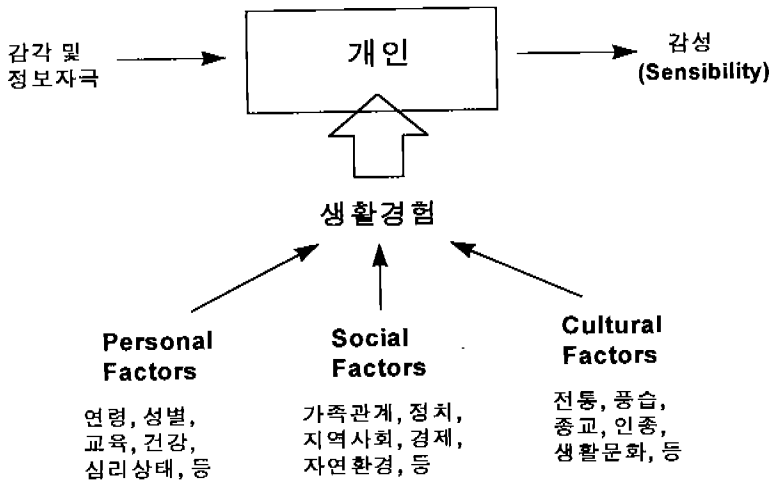 감각 및
정보자극
개인
감성
(Sensibility)
생활경험
Personal
Factors
연령, 성별,
교육, 건강,
심리상태, 등
Social
Factors
가족관계, 정치,
지역사회, 경제,
자연환경, 등
Cultural
Factors
전통, 풍습,
종교, 인종,
생활문화, 등